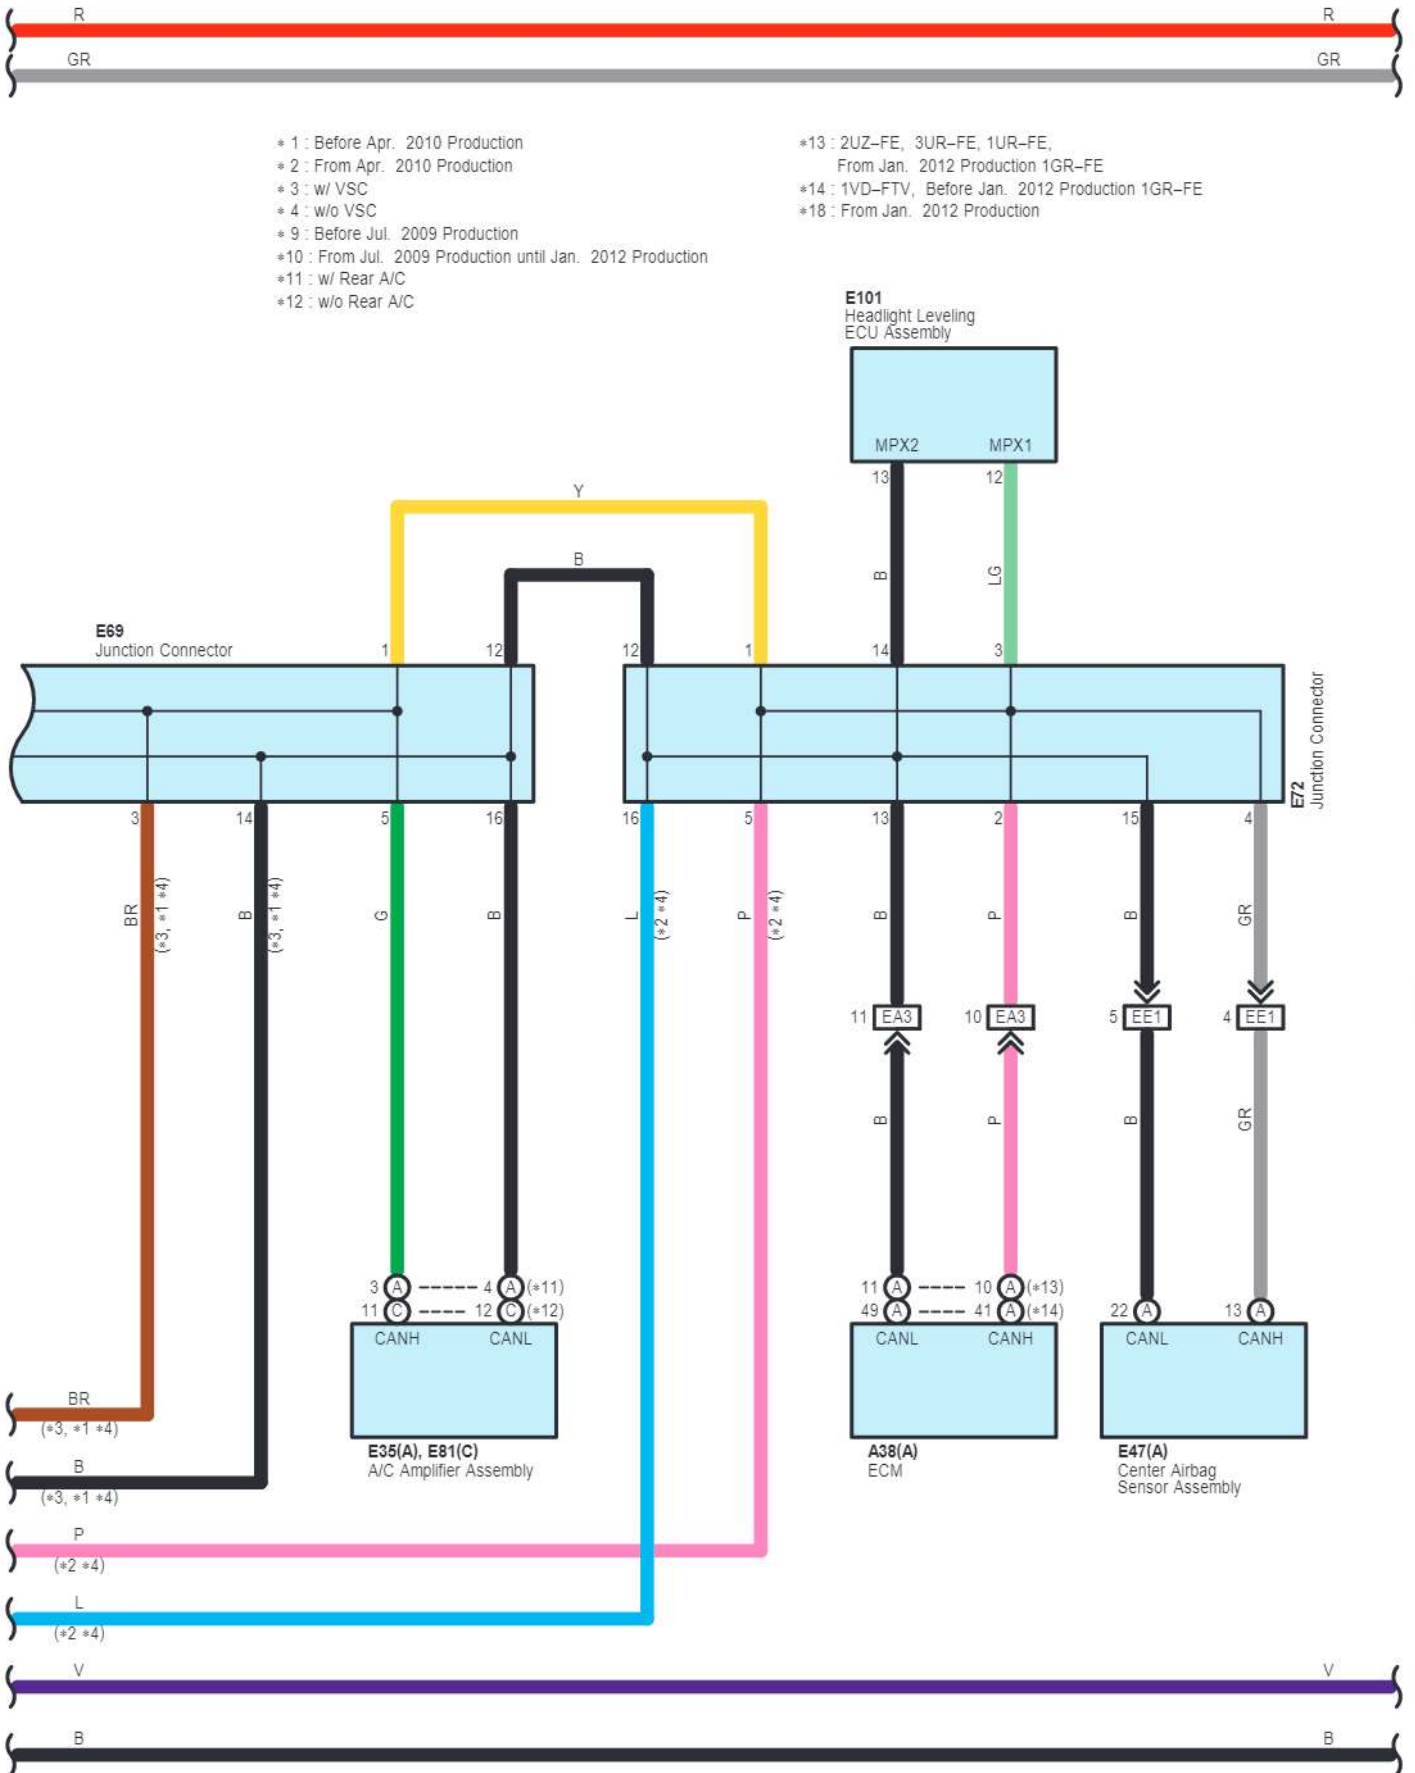 R R
GR GR
* 1 : Before Apr. 2010 Production
* 2 : From Apr. 2010 Production
* 3 : w/ VSC
* 4 : w/o VSC
* 9 : Before Jul. 2009 Production
*10 : From Jul. 2009 Production until Jan. 2012 Production
*11 : w/ Rear A/C
*12 : w/o Rear A/C
*13 : 2UZ–FE, 3UR–FE, 1UR–FE,
From Jan. 2012 Production 1GR–FE
*14 : 1VD–FTV, Before Jan. 2012 Production 1GR–FE
*18 : From Jan. 2012 Production
E101
Headlight Leveling
ECU Assembly
MPX2 MPX1
13 12
Y
B
B LG
E69
Junction Connector
1 12 12 1 14 3
E72
Junction Connector
3 14 5 16 16 5 13 2 15 4
BR (*3, *1 *4) B (*3, *1 *4) G B L (*2 *4) P (*2 *4) B P B GR
11 EA3 10 EA3 5 EE1 4 EE1
B P B GR
3 A 4 A (*11) 11 A 10 A (*13)
11 C 12 C (*12) 49 A 41 A (*14) 22 A 13 A
CANH CANL CANL CANH CANL CANH
BR
(*3, *1 *4)
E35(A), E81(C)
A/C Amplifier Assembly
A38(A)
ECM
E47(A)
Center Airbag
Sensor Assembly
B
(*3, *1 *4)
P
(*2 *4)
L
(*2 *4)
V V
B B